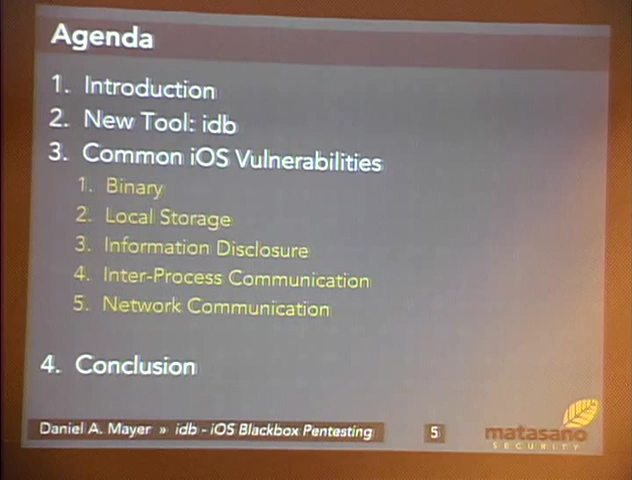 Agenda
1. Introduction
2. New Tool: idb
3. Common iOS Vulnerabilities
1. Binary
2. Local Storage
3. Information Disclosure
4. Inter-Process Communication
5. Network Communication
4. Conclusion
Daniel A. Mayer » idb - iOS Blackbox Pentesting
5
matasano
SECURITY